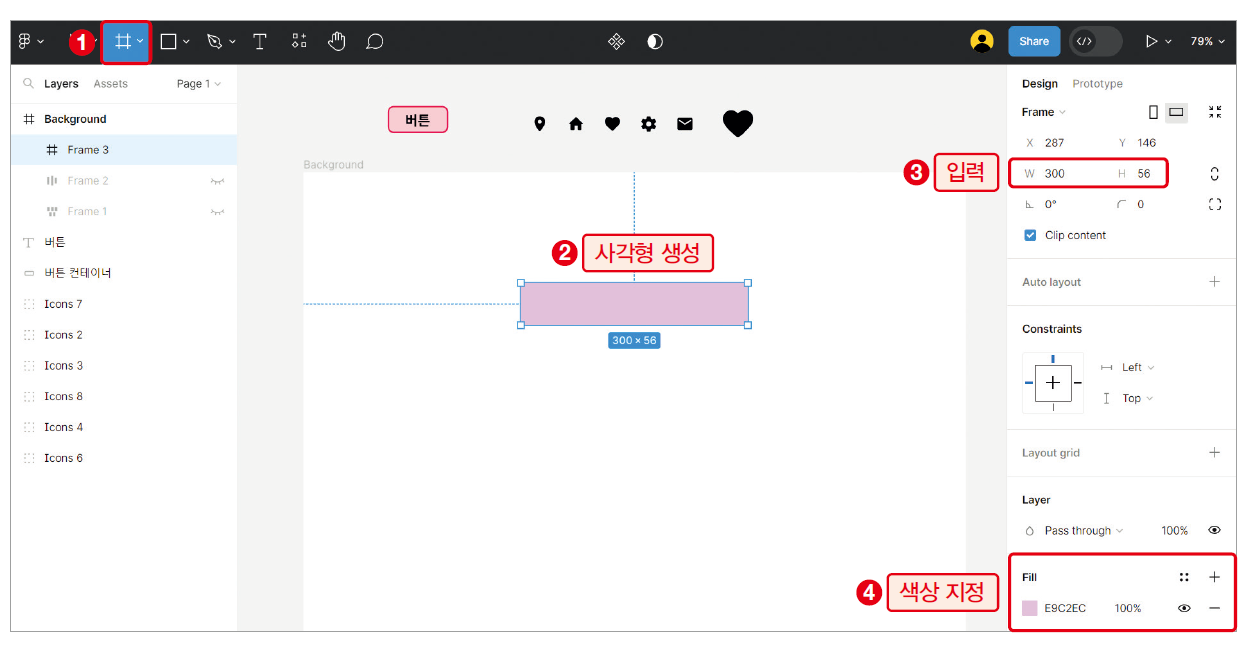 1
Share
79%
Layers
Assets
Page 1
Background
Frame 3
Frame 2
Frame 1
버튼
버튼 컨테이너
Icons 7
Icons 2
Icons 3
Icons 8
Icons 4
Icons 6
버튼
Background
2 사각형 생성
300 × 56
3 입력
4 색상 지정
Design
Prototype
Frame
X 287
Y 146
W 300
H 56
0°
0
Clip content
Auto layout
Constraints
Left
Top
Layout grid
Layer
Pass through
100%
Fill
E9C2EC
100%